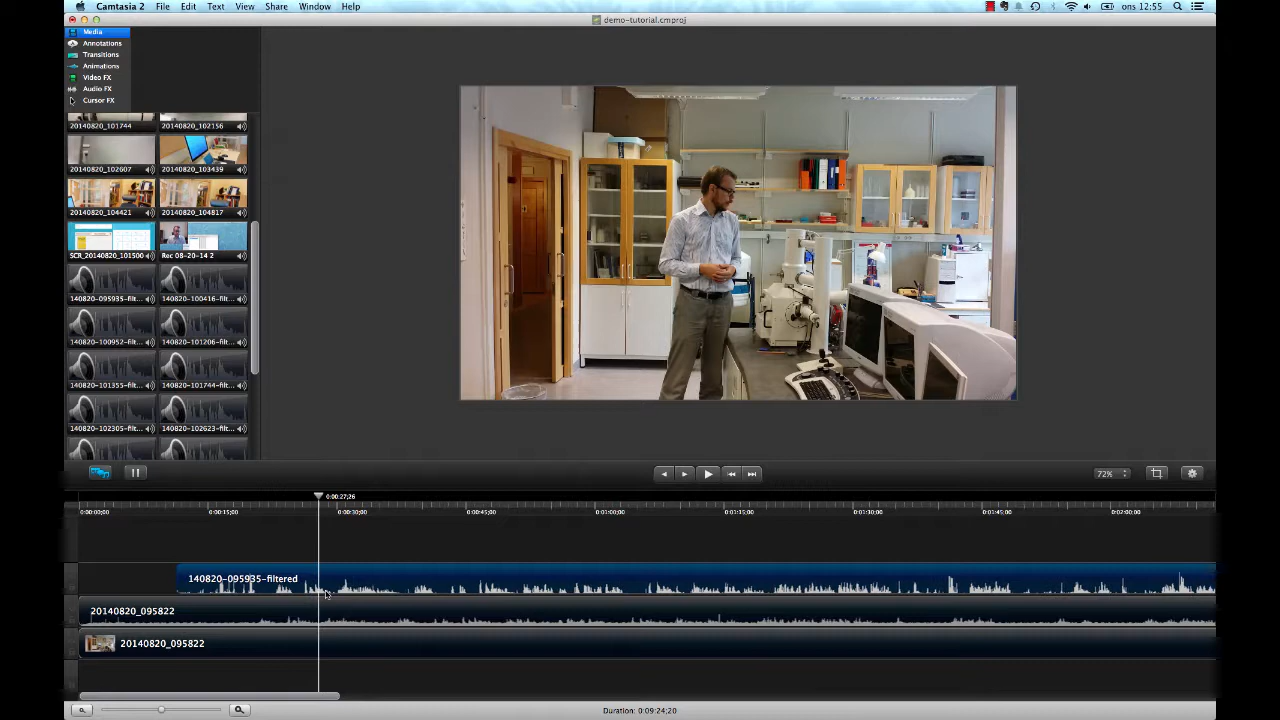 Camtasia 2 File Edit Text View Share Window Help ons 12:55
demo-tutorial.cmproj
Media
Annotations
Transitions
Animations
Video FX
Audio FX
Cursor FX
20140820_101744 20140820_102156
20140820_102607 20140820_103439
20140820_104421 20140820_104817
SCR_20140820_101500 Rec 08-20-14 2
140820-095935-filt... 140820-100416-filt...
140820-100952-filt... 140820-101206-filt...
140820-101355-filt... 140820-101744-filt...
140820-102305-filt... 140820-102623-filt...
72%
0:00:27;26
0:00:00;00 0:00:15;00 0:00:30;00 0:00:45;00 0:01:00;00 0:01:15;00 0:01:30;00 0:01:45;00 0:02:00;00
140820-095935-filtered
20140820_095822
20140820_095822
Duration: 0:09:24;20